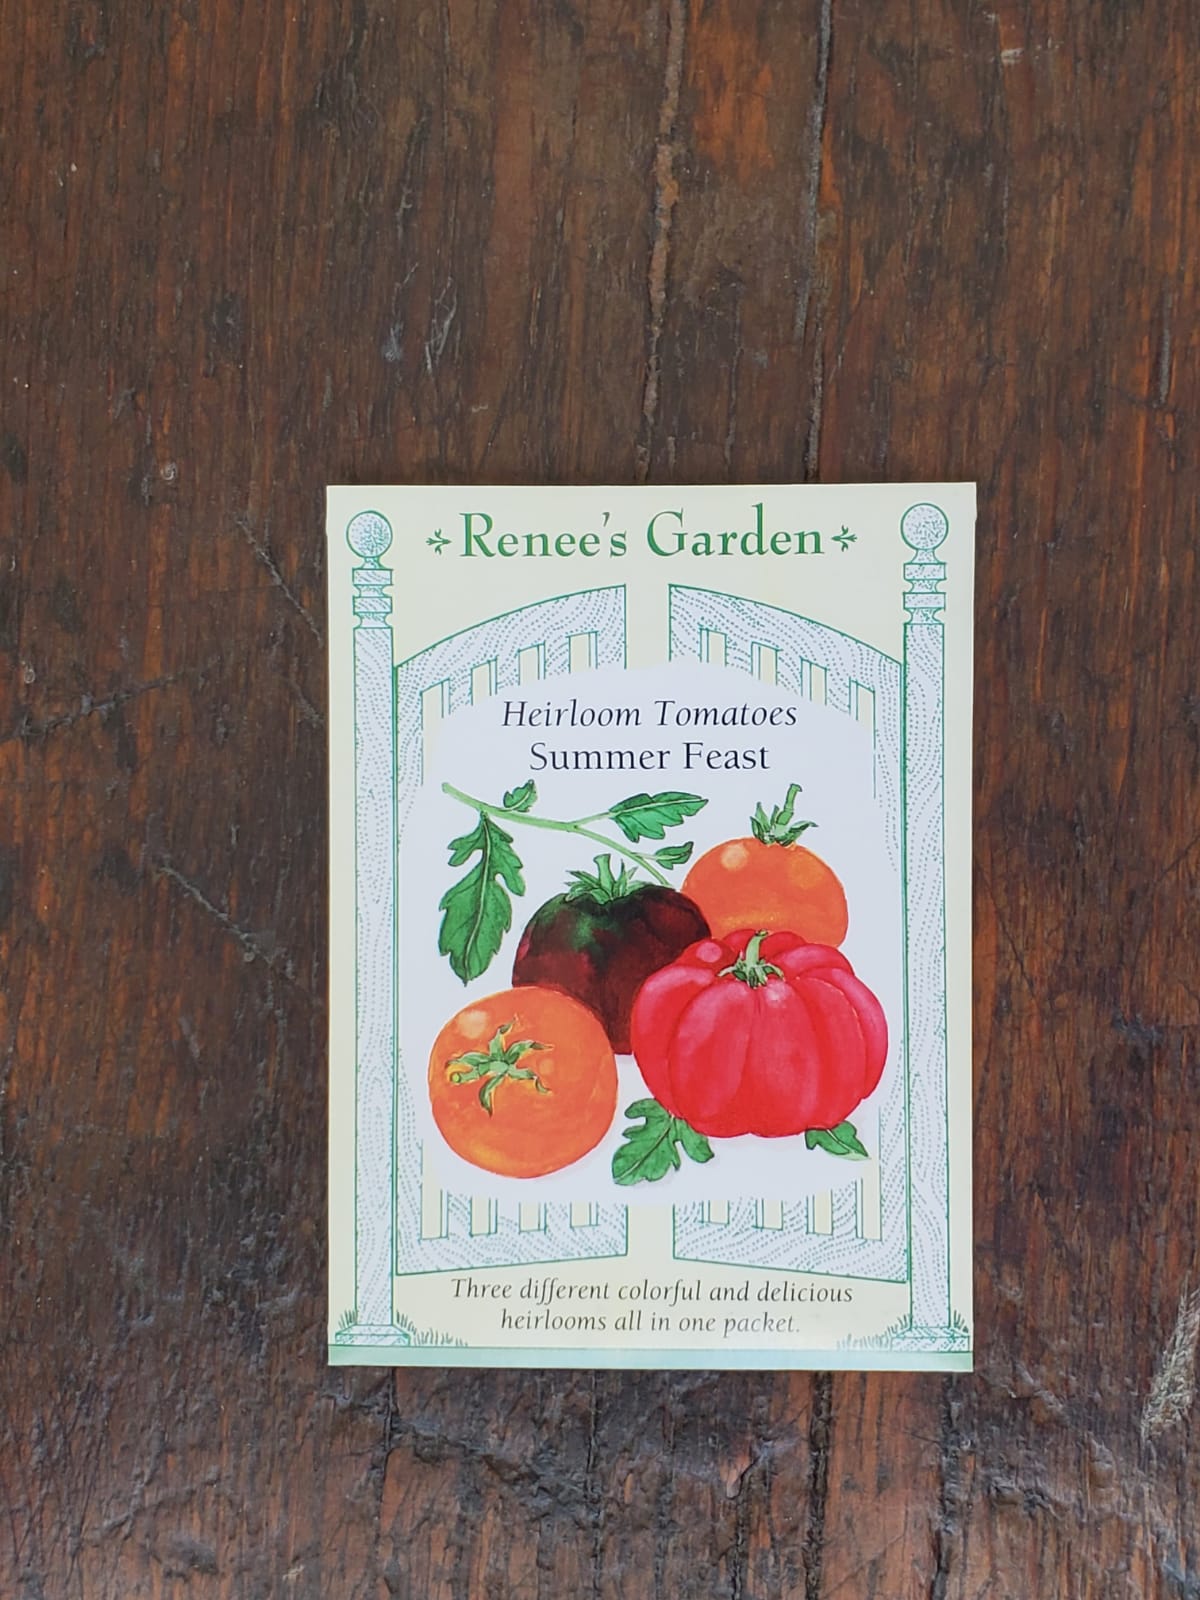 Renee's Garden
Heirloom Tomatoes
Summer Feast
Three different colorful and delicious
heirlooms all in one packet.